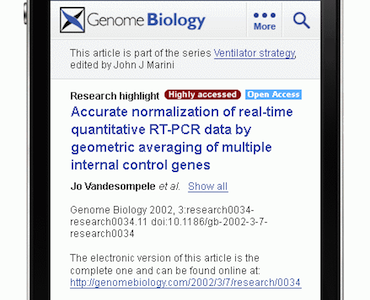 Genome Biology
More
This article is part of the series Ventilator strategy,
edited by John J Marini
Research highlight Highly accessed Open Access
Accurate normalization of real-time
quantitative RT-PCR data by
geometric averaging of multiple
internal control genes
Jo Vandesompele et al. Show all
Genome Biology 2002, 3:research0034-
research0034.11 doi:10.1186/gb-2002-3-7-
research0034
The electronic version of this article is the
complete one and can be found online at:
http://genomebiology.com/2002/3/7/research/0034